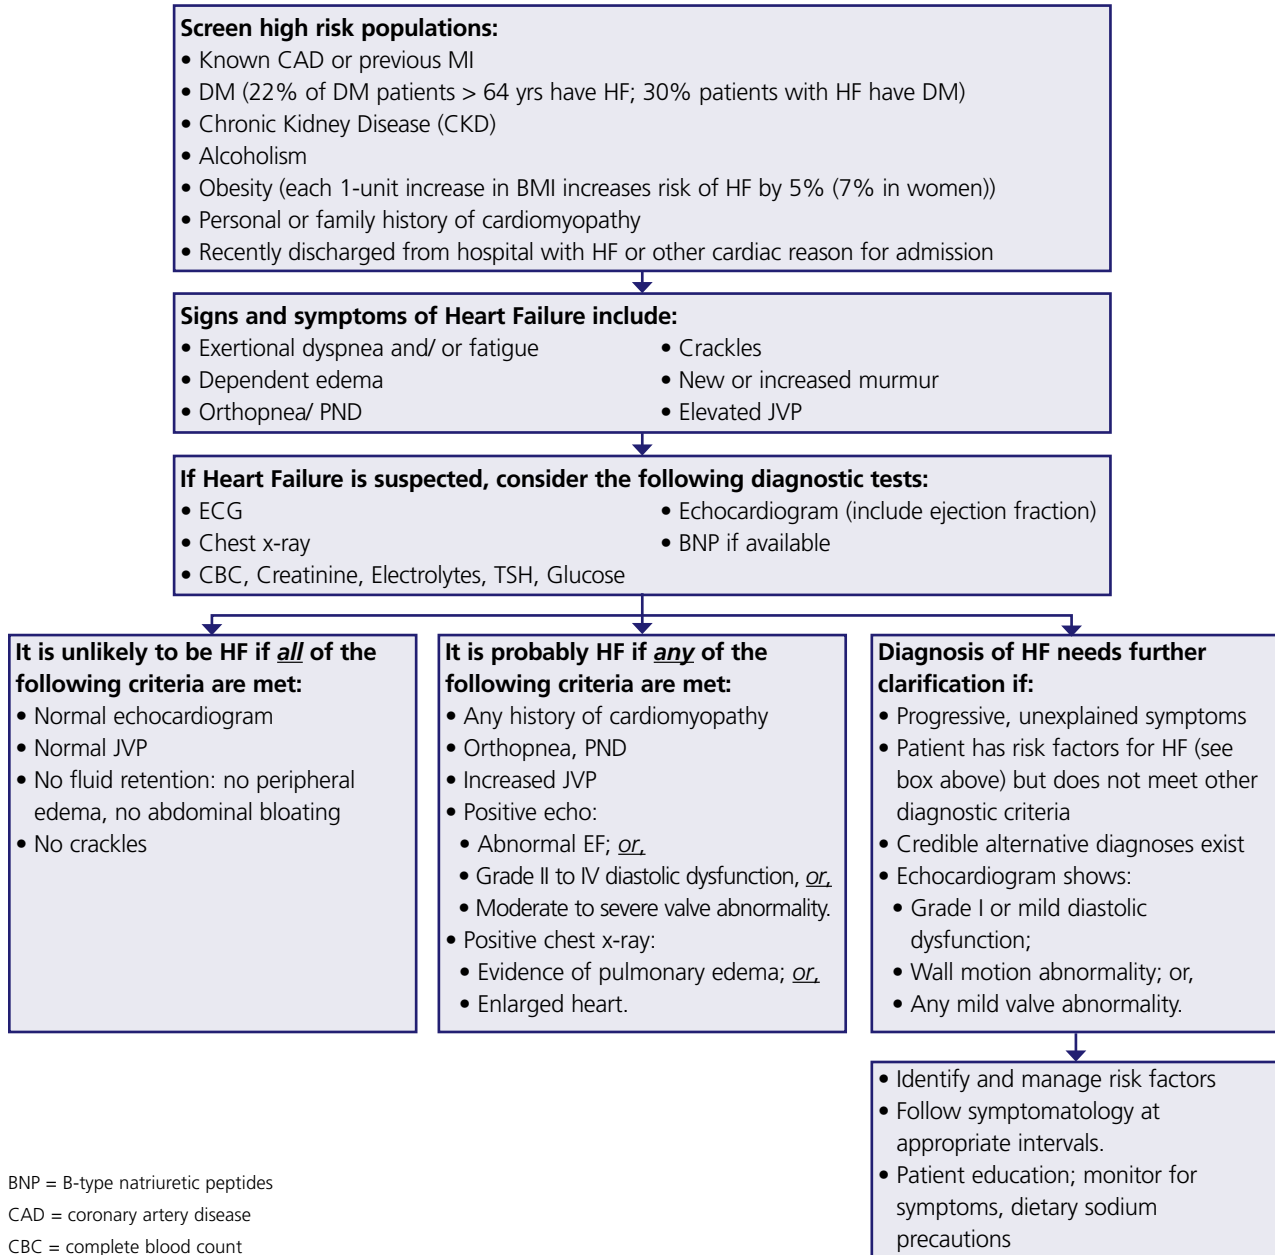 Screen high risk populations:
• Known CAD or previous MI
• DM (22% of DM patients > 64 yrs have HF; 30% patients with HF have DM)
• Chronic Kidney Disease (CKD)
• Alcoholism
• Obesity (each 1-unit increase in BMI increases risk of HF by 5% (7% in women))
• Personal or family history of cardiomyopathy
• Recently discharged from hospital with HF or other cardiac reason for admission
Signs and symptoms of Heart Failure include:
• Exertional dyspnea and/ or fatigue
• Dependent edema
• Orthopnea/ PND
• Crackles
• New or increased murmur
• Elevated JVP
If Heart Failure is suspected, consider the following diagnostic tests:
• ECG
• Chest x-ray
• CBC, Creatinine, Electrolytes, TSH, Glucose
• Echocardiogram (include ejection fraction)
• BNP if available
It is unlikely to be HF if all of the
following criteria are met:
• Normal echocardiogram
• Normal JVP
• No fluid retention: no peripheral
edema, no abdominal bloating
• No crackles
It is probably HF if any of the
following criteria are met:
• Any history of cardiomyopathy
• Orthopnea, PND
• Increased JVP
• Positive echo:
• Abnormal EF; or,
• Grade II to IV diastolic dysfunction, or,
• Moderate to severe valve abnormality.
• Positive chest x-ray:
• Evidence of pulmonary edema; or,
• Enlarged heart.
Diagnosis of HF needs further
clarification if:
• Progressive, unexplained symptoms
• Patient has risk factors for HF (see
box above) but does not meet other
diagnostic criteria
• Credible alternative diagnoses exist
• Echocardiogram shows:
• Grade I or mild diastolic
dysfunction;
• Wall motion abnormality; or,
• Any mild valve abnormality.
• Identify and manage risk factors
• Follow symptomatology at
appropriate intervals.
• Patient education; monitor for
symptoms, dietary sodium
precautions
BNP = B-type natriuretic peptides
CAD = coronary artery disease
CBC = complete blood count